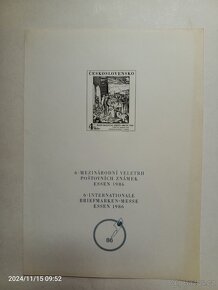 ČESKOSLOVENSKO
6. MEZINÁRODNÍ VELETRH
POŠTOVNÍCH ZNÁMEK
ESSEN 1986
6. INTERNATIONALE
BRIEFMARKEN-MESSE
ESSEN 1986
86
2024/11/15 09:52